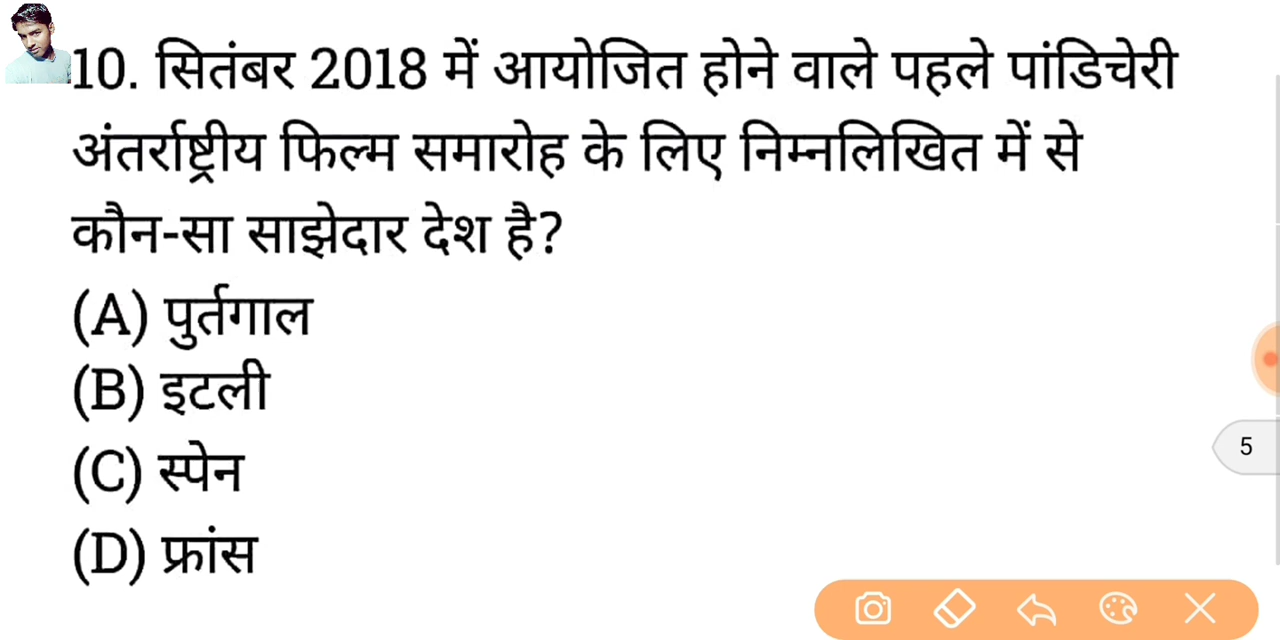 10. सितंबर 2018 में आयोजित होने वाले पहले पांडिचेरी
अंतर्राष्ट्रीय फिल्म समारोह के लिए निम्नलिखित में से
कौन-सा साझेदार देश है?
(A) पुर्तगाल
(B) इटली
(C) स्पेन
(D) फ्रांस
5